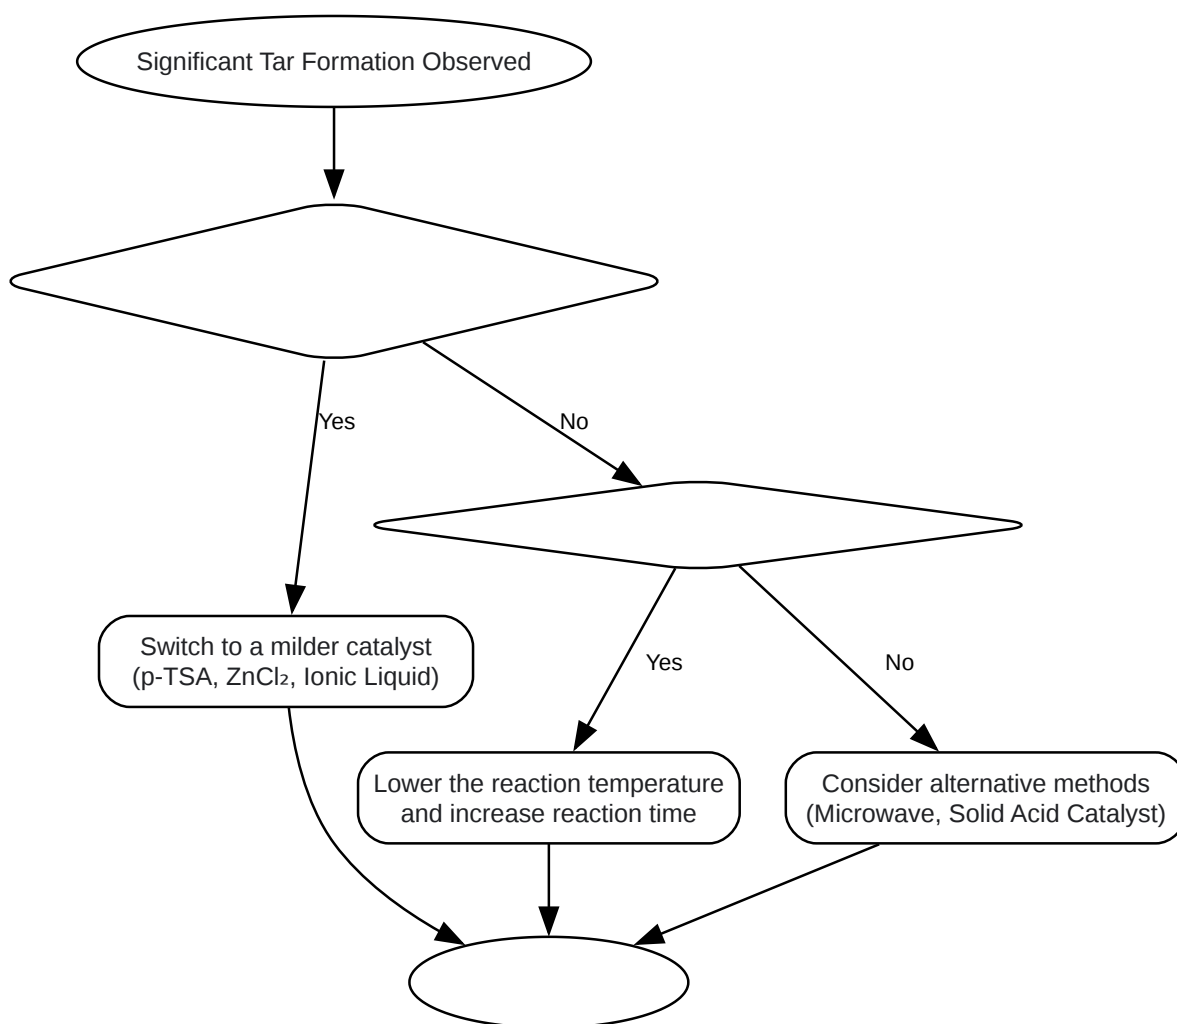 Significant Tar Formation Observed
Yes
No
Switch to a milder catalyst
(p-TSA, ZnCl₂, Ionic Liquid)
Yes
No
Lower the reaction temperature
and increase reaction time
Consider alternative methods
(Microwave, Solid Acid Catalyst)